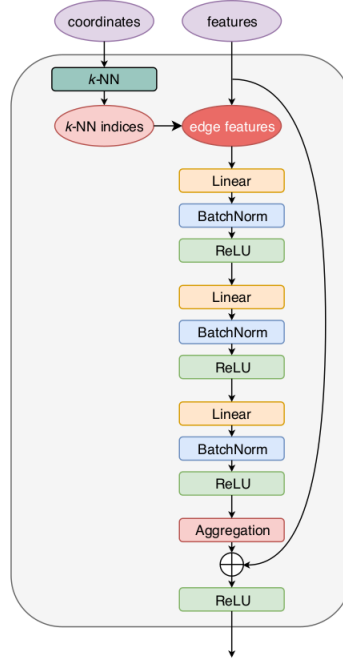 coordinates features
k-NN
k-NN indices edge features
Linear
BatchNorm
ReLU
Linear
BatchNorm
ReLU
Linear
BatchNorm
ReLU
Aggregation
ReLU